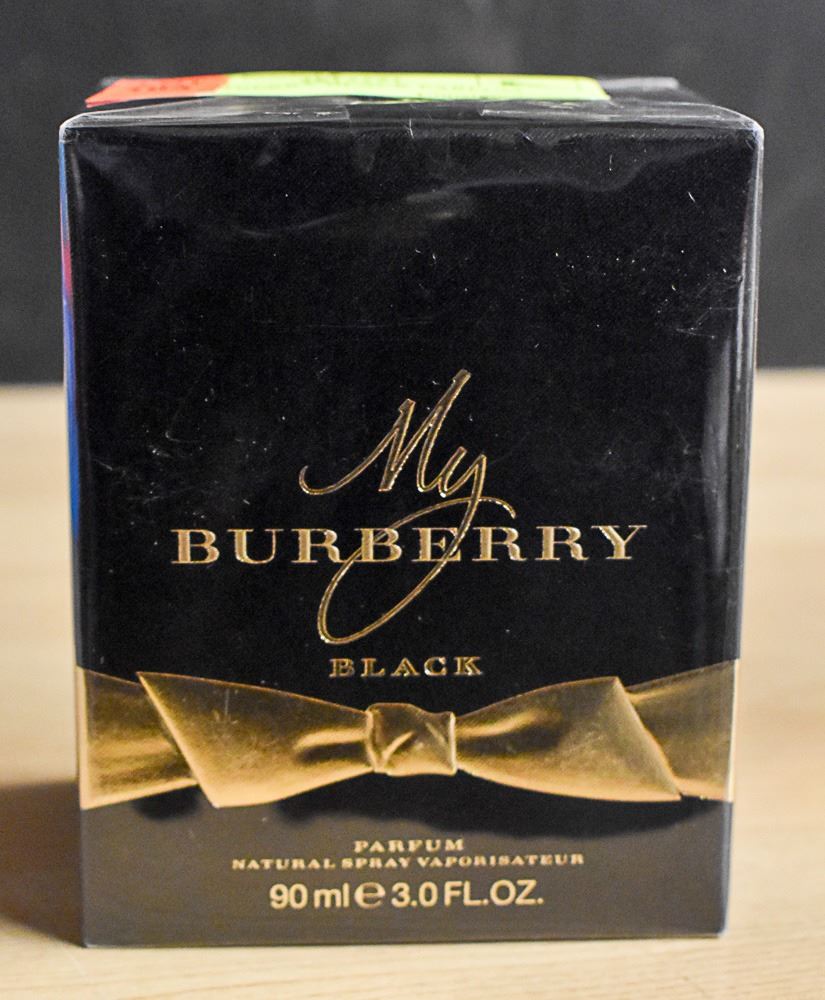 My
BURBERRY
BLACK
PARFUM
NATURAL SPRAY VAPORISATEUR
90 ml e 3.0 FL.OZ.